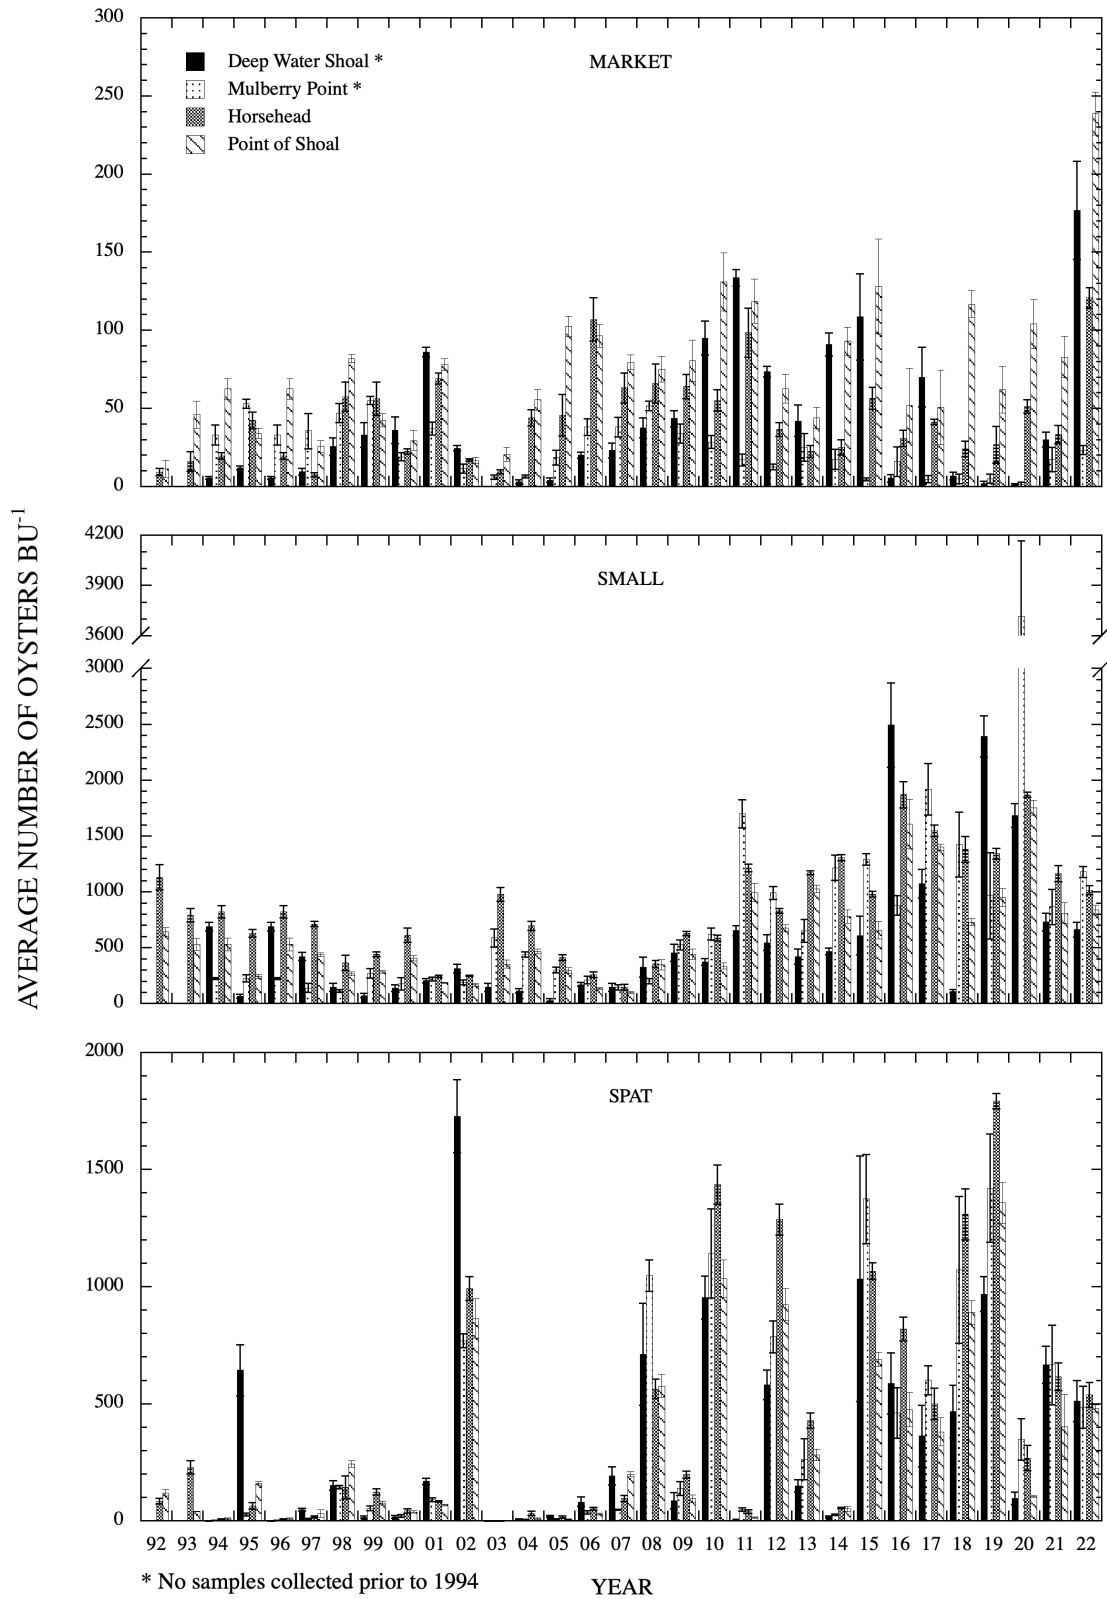 300
250
200
150
100
50
0
MARKET
Deep Water Shoal *
Mulberry Point *
Horsehead
Point of Shoal
AVERAGE NUMBER OF OYSTERS BU-1
4200
3900
3600
3000
2500
2000
1500
1000
500
0
SMALL
2000
1500
1000
500
0
SPAT
92 93 94 95 96 97 98 99 00 01 02 03 04 05 06 07 08 09 10 11 12 13 14 15 16 17 18 19 20 21 22
* No samples collected prior to 1994
YEAR